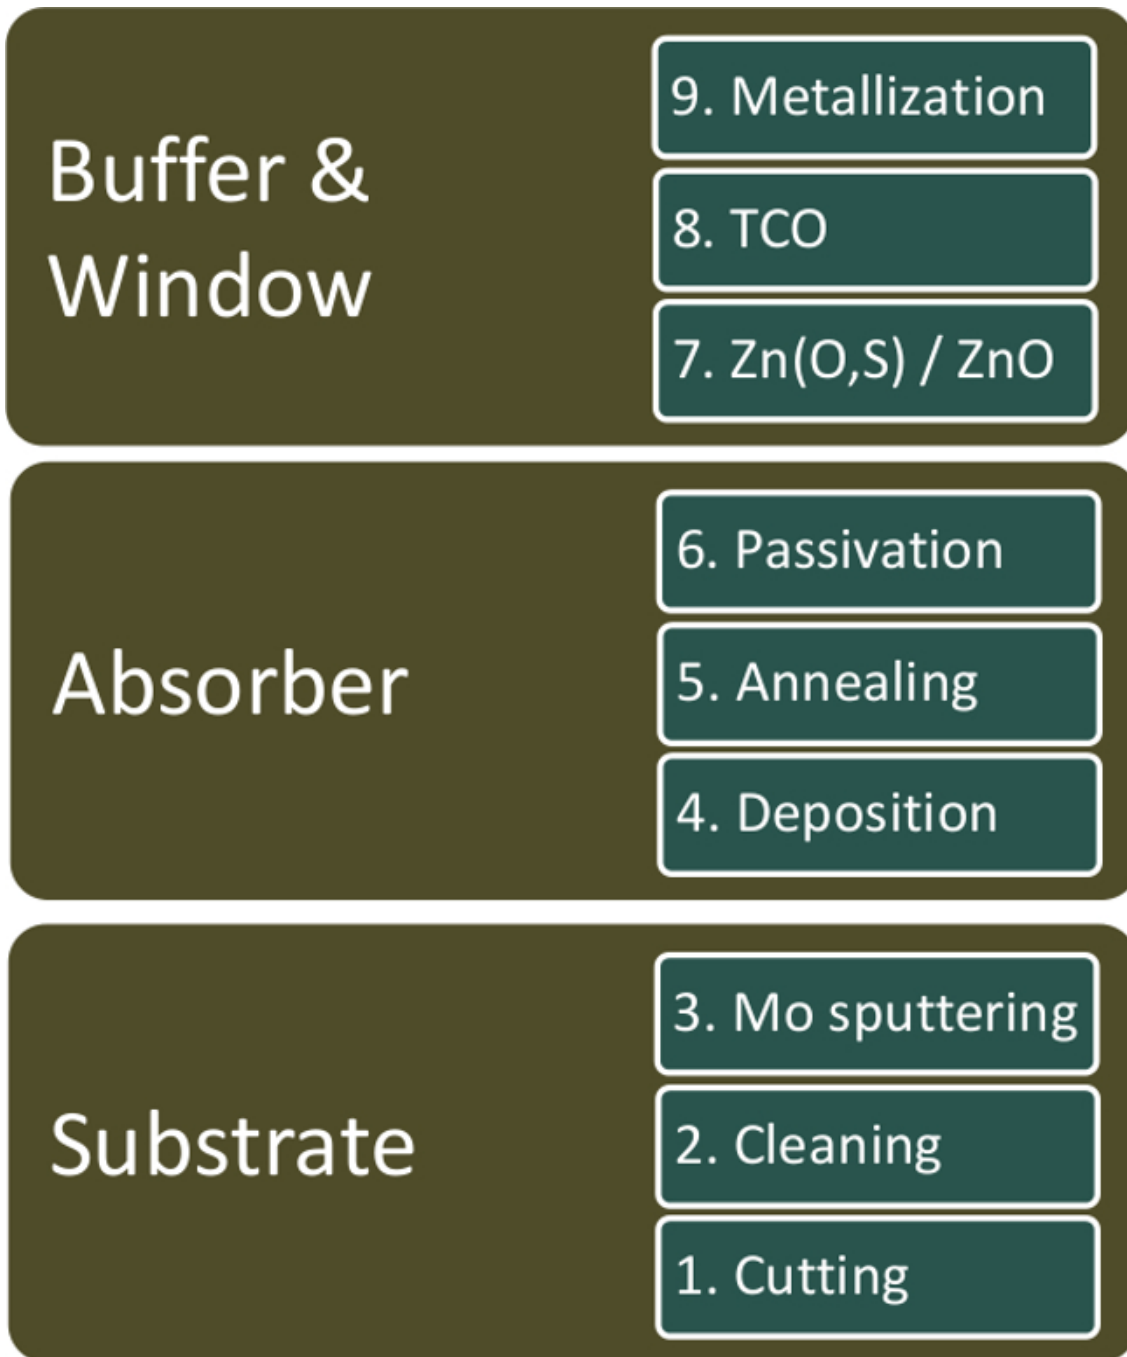 Buffer &
Window
9. Metallization
8. TCO
7. Zn(O,S) / ZnO
Absorber
6. Passivation
5. Annealing
4. Deposition
Substrate
3. Mo sputtering
2. Cleaning
1. Cutting